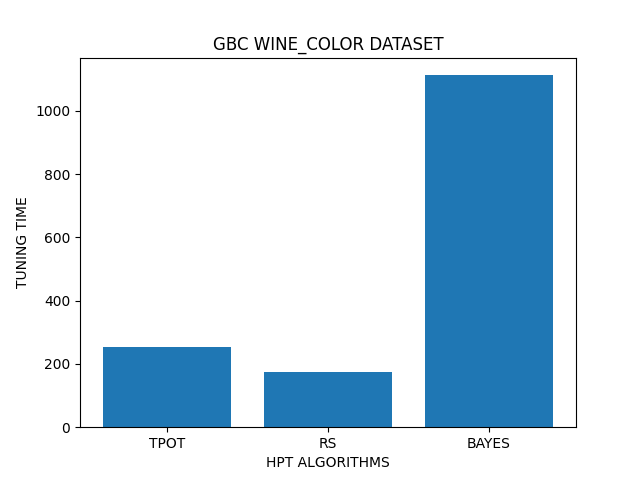 GBC WINE_COLOR DATASET
1000
800
600
400
200
0
TUNING TIME
TPOT RS BAYES
HPT ALGORITHMS